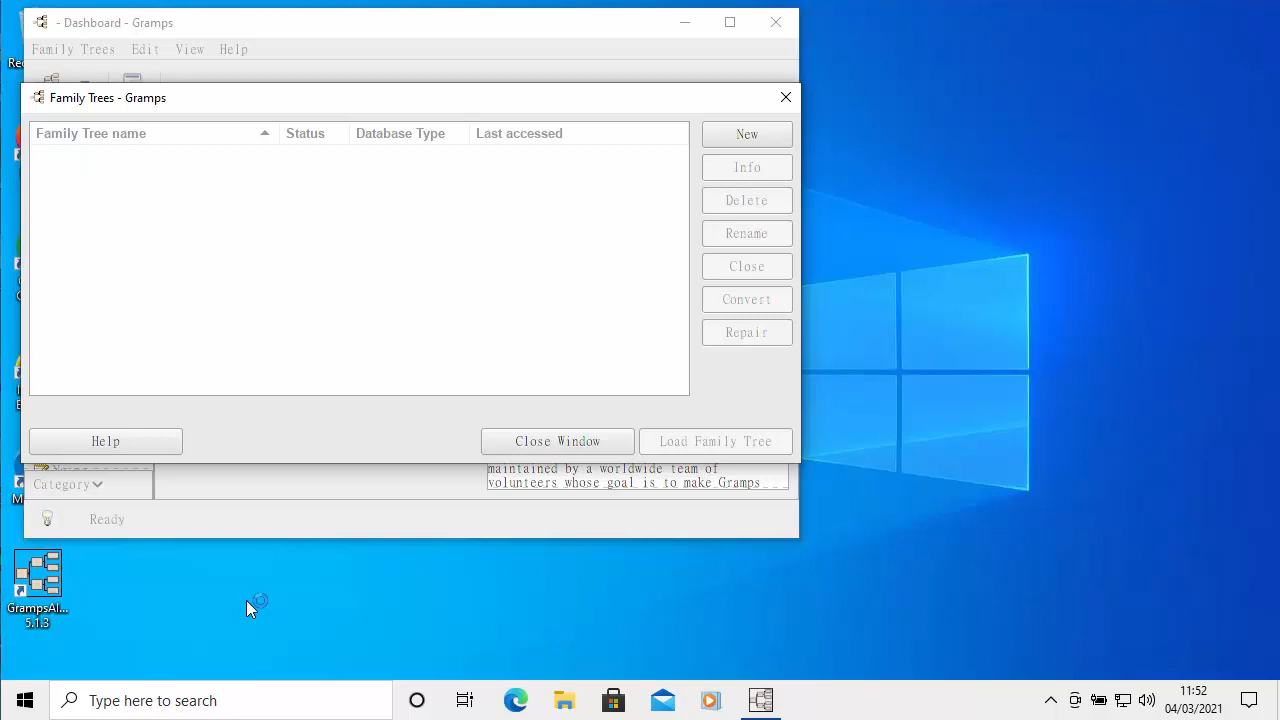 - Dashboard - Gramps
Family Trees Edit View Help
Family Trees - Gramps
Family Tree name Status Database Type Last accessed
New
Info
Delete
Rename
Close
Convert
Repair
Help Close Window Load Family Tree
maintained by a worldwide team of
volunteers whose goal is to make Gramps
Category
Ready
GrampsAI...
5.1.3
Type here to search
11:52
04/03/2021